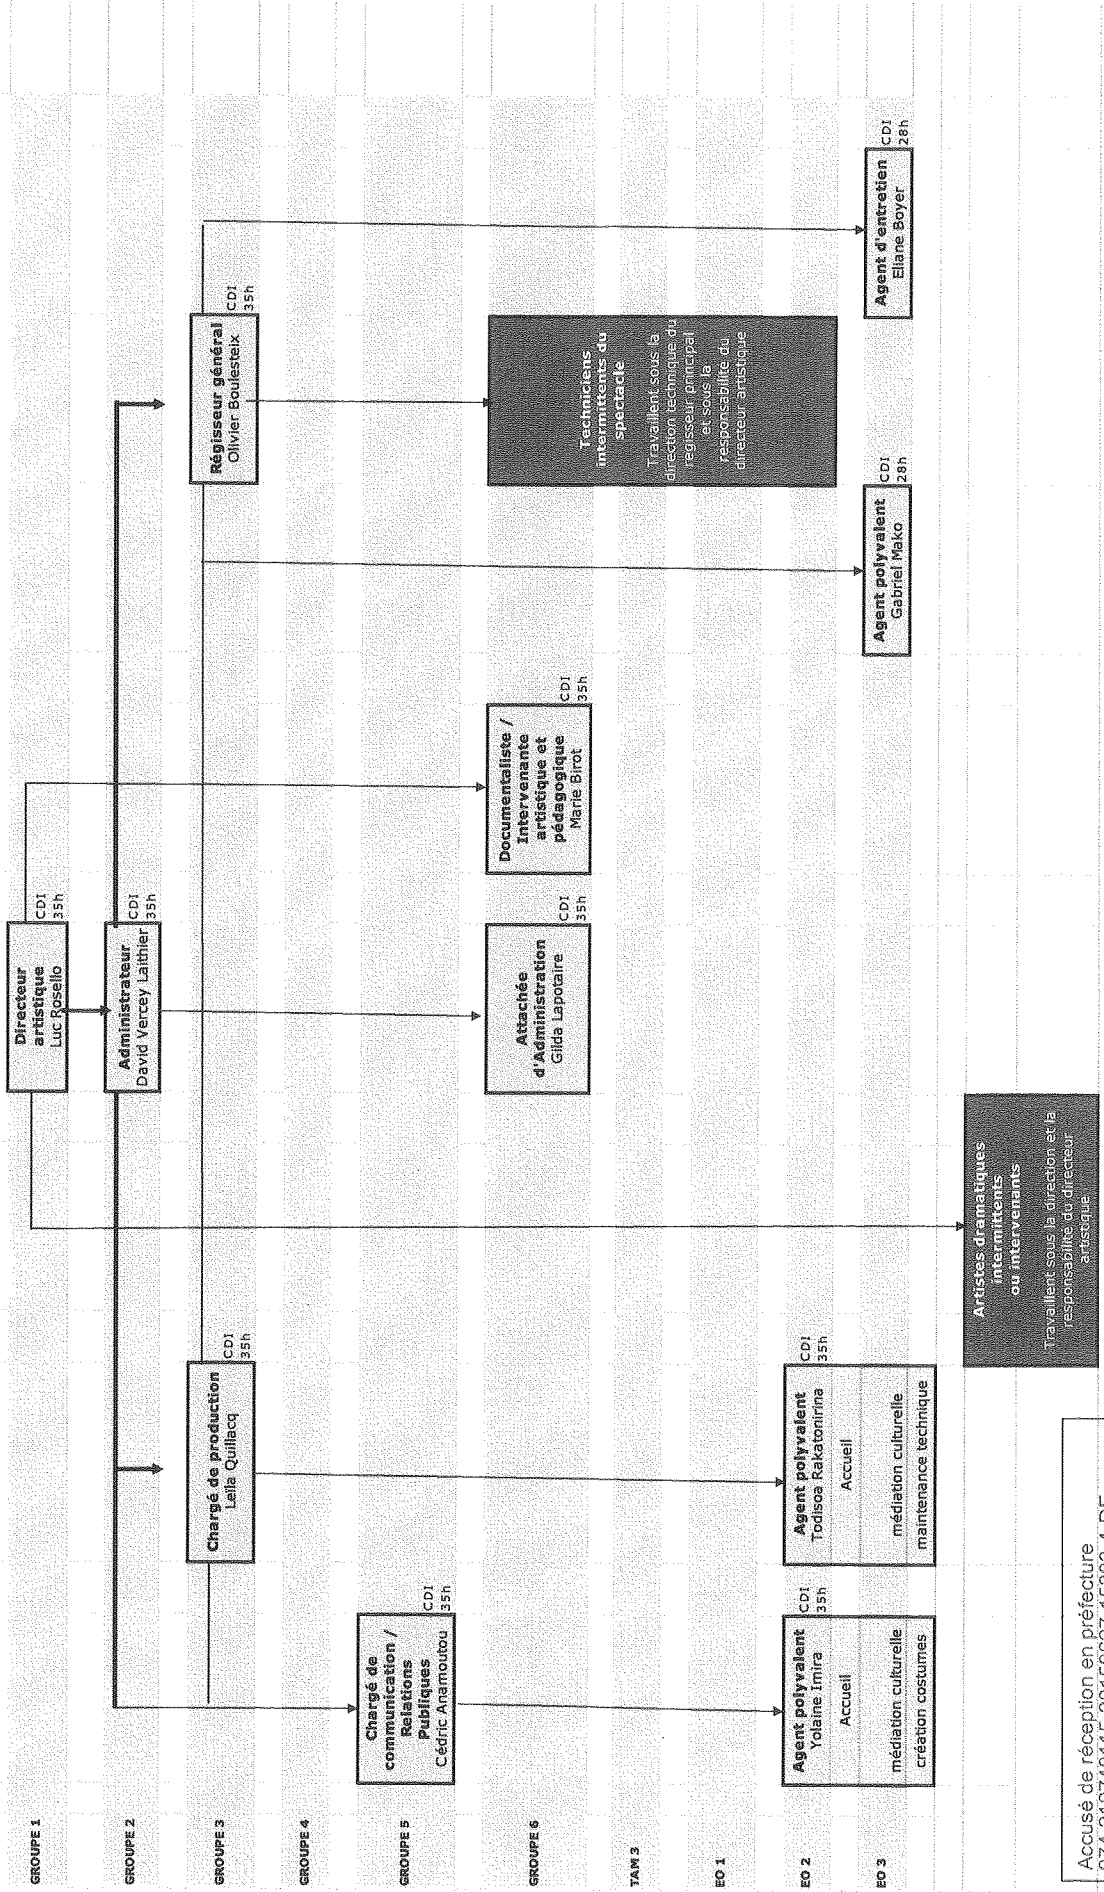 GROUPE 1
Directeur
artistique
Luc Rosello
CDI
35h
GROUPE 2
Administrateur
David Vercey Laithier
CDI
35h
GROUPE 3
Chargé de production
Leïla Quillacq
CDI
35h
Régisseur général
Olivier Boulesteix
CDI
35h
GROUPE 4
GROUPE 5
Chargé de
communication /
Relations
Publiques
Cédric Anamoutou
CDI
35h
GROUPE 6
Attachée
d'Administration
Gilda Lapotaire
CDI
35h
Documentaliste /
Intervenante
artistique et
pédagogique
Marie Birot
CDI
35h
Techniciens
intermittents du
spectacle
Travaillent sous la
direction technique du
regisseur principal
et sous la
responsabilite du
directeur artistique
TAM 3
EO 1
EO 2
Agent polyvalent
Yolaine Imira
Accueil
médiation culturelle
création costumes
CDI
35h
Agent polyvalent
Todisoa Rakatonirina
Accueil
médiation culturelle
maintenance technique
CDI
35h
EO 3
Agent polyvalent
Gabriel Mako
CDI
28h
Agent d'entretien
Eliane Boyer
CDI
28h
Artistes dramatiques
intermittents
ou intervenants
Travaillent sous la direction et la
responsabilite du directeur
artistique
Accusé de réception en préfecture